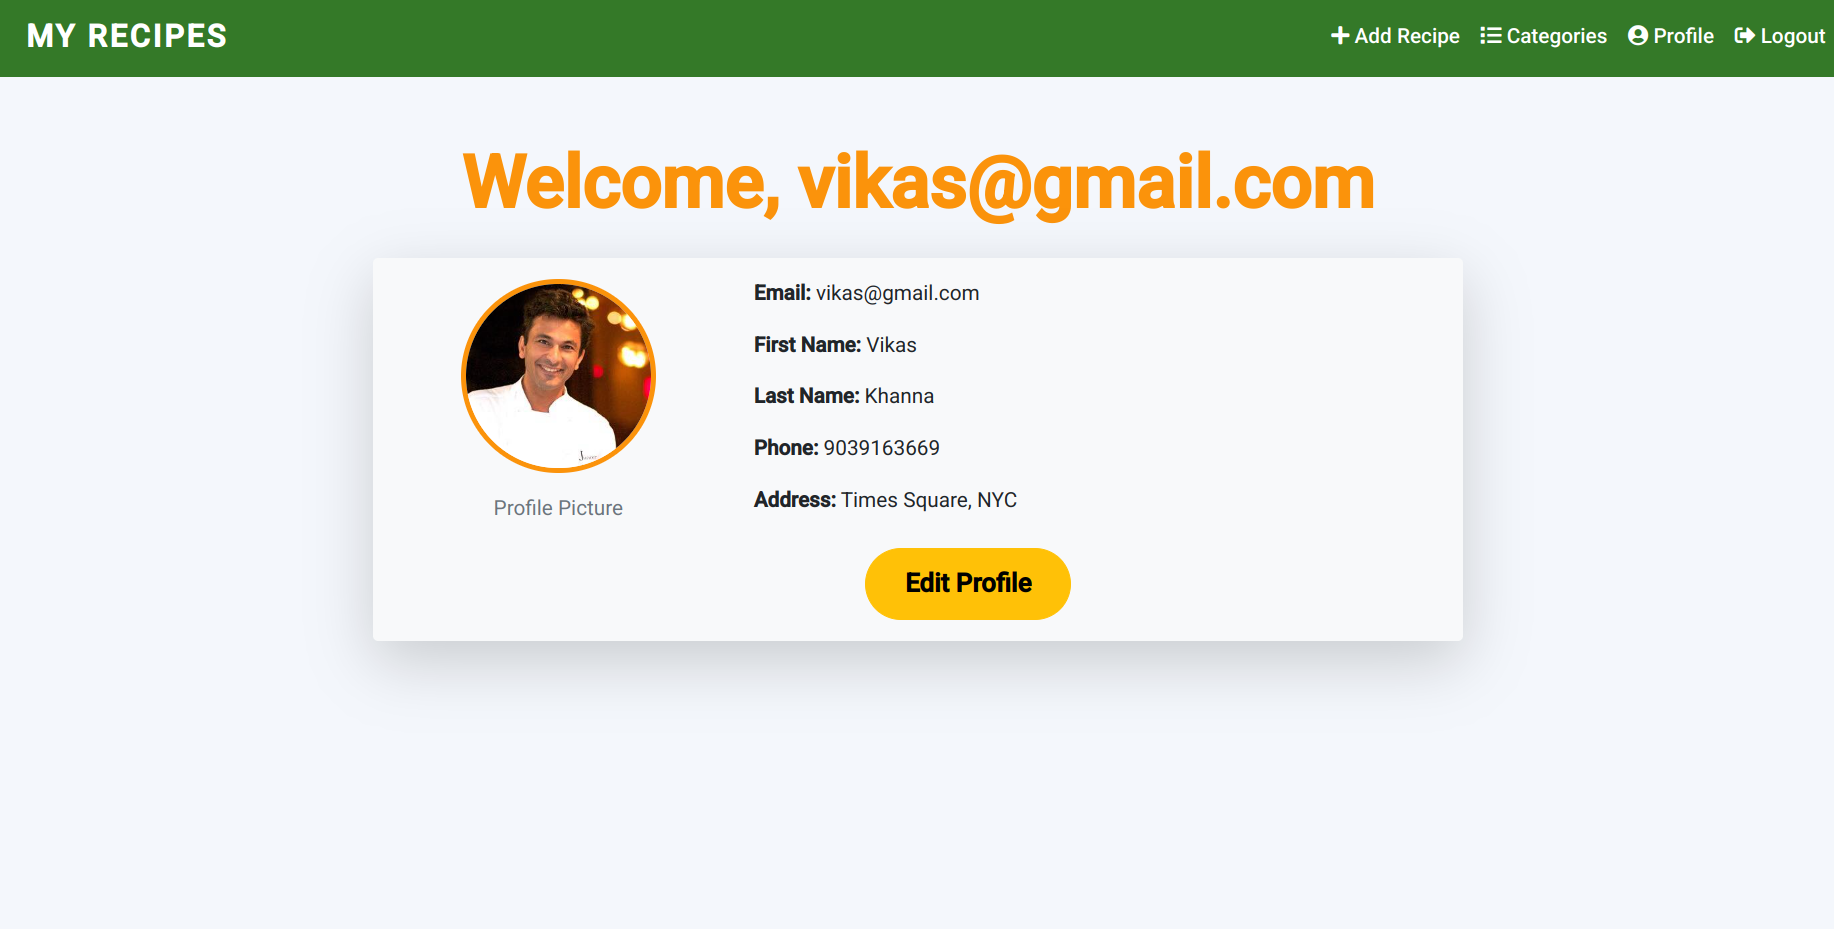 MY RECIPES
Add Recipe Categories Profile Logout
Welcome, vikas@gmail.com
Email: vikas@gmail.com
First Name: Vikas
Last Name: Khanna
Phone: 9039163669
Address: Times Square, NYC
Profile Picture
Edit Profile